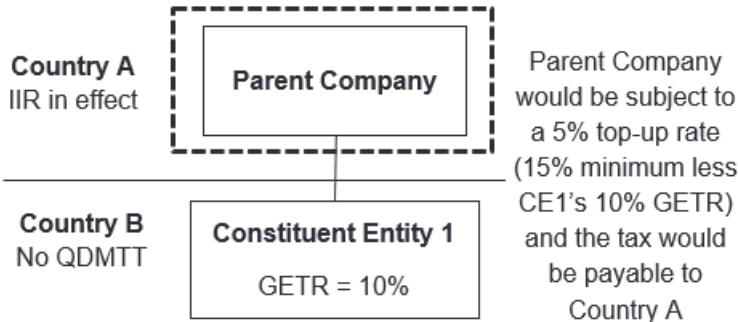 Country A
IIR in effect
Parent Company
Country B
No QDMTT
Constituent Entity 1
GETR = 10%
Parent Company
would be subject to
a 5% top-up rate
(15% minimum less
CE1's 10% GETR)
and the tax would
be payable to
Country A